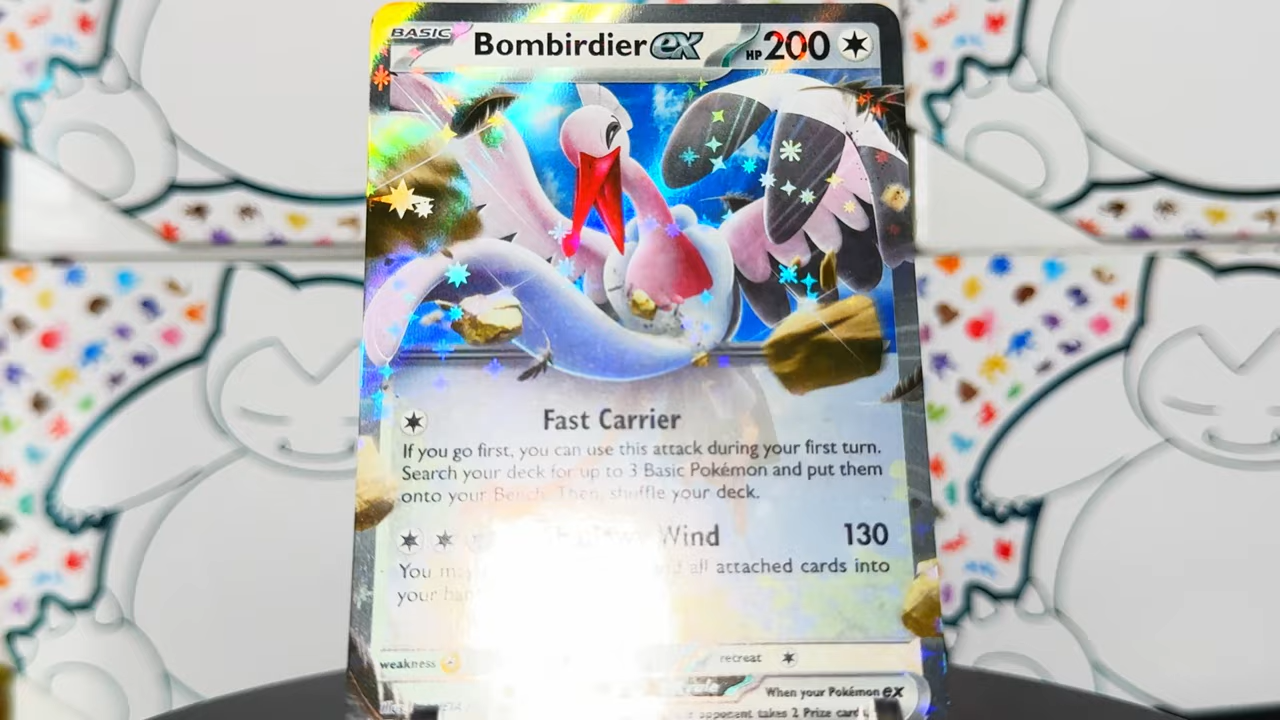 BASIC Bombirdier ex HP 200
Fast Carrier
If you go first, you can use this attack during your first turn.
Search your deck for up to 3 Basic Pokémon and put them
onto your Bench. Then, shuffle your deck.
Wind 130
You may all attached cards into
your
weakness retreat
When your Pokémon ex
opponent takes 2 Prize card